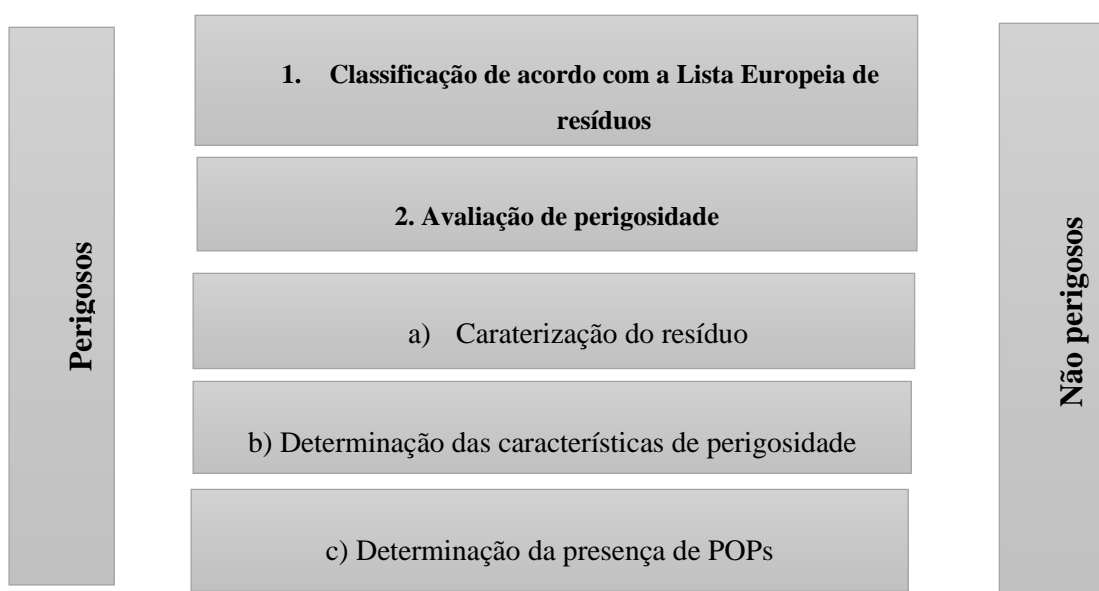 Perigosos
1. Classificação de acordo com a Lista Europeia de
resíduos
2. Avaliação de perigosidade
a) Caraterização do resíduo
b) Determinação das características de perigosidade
c) Determinação da presença de POPs
Não perigosos